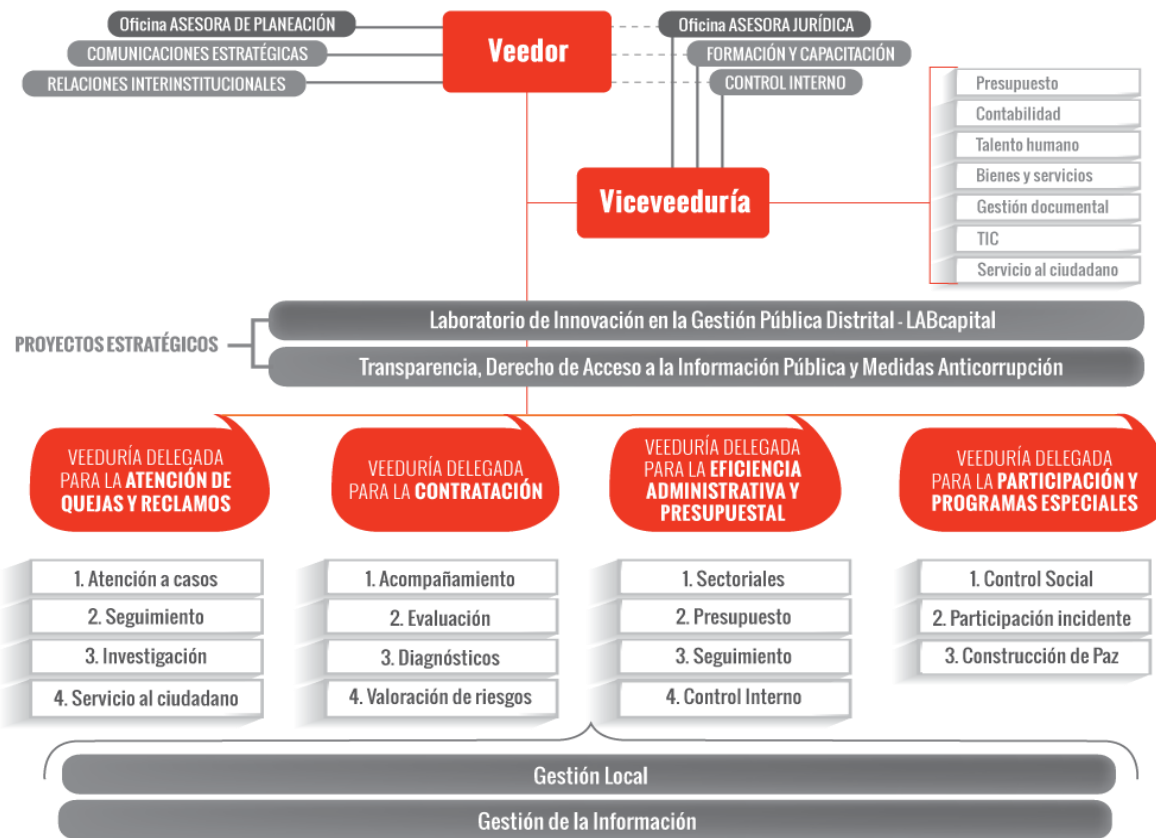 Oficina ASESORA DE PLANEACIÓN
COMUNICACIONES ESTRATÉGICAS
RELACIONES INTERINSTITUCIONALES
Veedor
Oficina ASESORA JURÍDICA
FORMACIÓN Y CAPACITACIÓN
CONTROL INTERNO
Viceveeduría
Presupuesto
Contabilidad
Talento humano
Bienes y servicios
Gestión documental
TIC
Servicio al ciudadano
PROYECTOS ESTRATÉGICOS
Laboratorio de Innovación en la Gestión Pública Distrital - LABcapital
Transparencia, Derecho de Acceso a la Información Pública y Medidas Anticorrupción
VEEDURÍA DELEGADA
PARA LA ATENCIÓN DE
QUEJAS Y RECLAMOS
1. Atención a casos
2. Seguimiento
3. Investigación
4. Servicio al ciudadano
VEEDURÍA DELEGADA
PARA LA CONTRATACIÓN
1. Acompañamiento
2. Evaluación
3. Diagnósticos
4. Valoración de riesgos
VEEDURÍA DELEGADA
PARA LA EFICIENCIA
ADMINISTRATIVA Y
PRESUPUESTAL
1. Sectoriales
2. Presupuesto
3. Seguimiento
4. Control Interno
VEEDURÍA DELEGADA
PARA LA PARTICIPACIÓN Y
PROGRAMAS ESPECIALES
1. Control Social
2. Participación incidente
3. Construcción de Paz
Gestión Local
Gestión de la Información